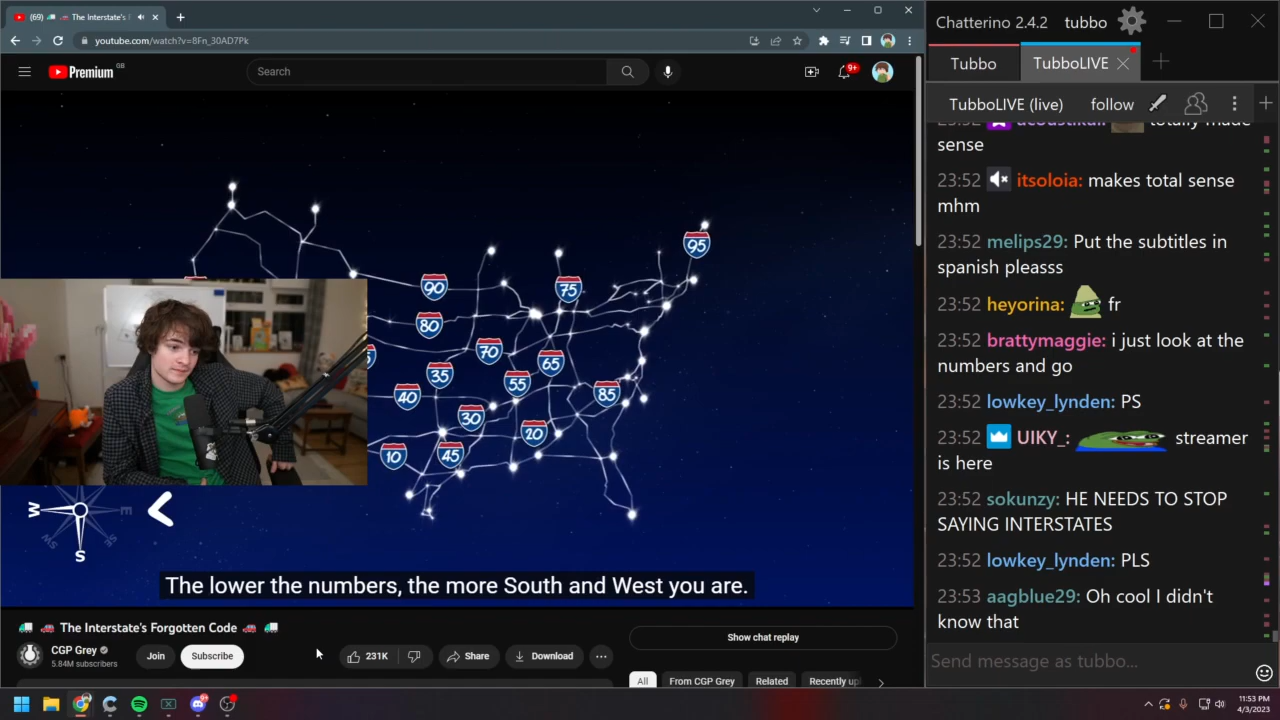 (69) 🚛 🚗 The Interstate's
youtube.com/watch?v=8Fn_30AD7Pk
Premium GB
Search
9+
95
90
75
80
70
65
35
55
85
40
30
20
10
45
W
E
S
The lower the numbers, the more South and West you are.
🚛 🚗 The Interstate's Forgotten Code 🚗 🚛
CGP Grey
5.84M subscribers
Join
Subscribe
231K
Share
Download
Show chat replay
All
From CGP Grey
Related
Recently up
Chatterino 2.4.2
tubbo
Tubbo
TubboLIVE
TubboLIVE (live)
follow
totally made
sense
23:52 itsoloia: makes total sense
mhm
23:52 melips29: Put the subtitles in
spanish pleasss
23:52 heyorina: fr
23:52 brattymaggie: i just look at the
numbers and go
23:52 lowkey_lynden: PS
23:52 UIKY_: streamer
is here
23:52 sokunzy: HE NEEDS TO STOP
SAYING INTERSTATES
23:52 lowkey_lynden: PLS
23:53 aagblue29: Oh cool I didn't
know that
Send message as tubbo...
11:53 PM
4/3/2023